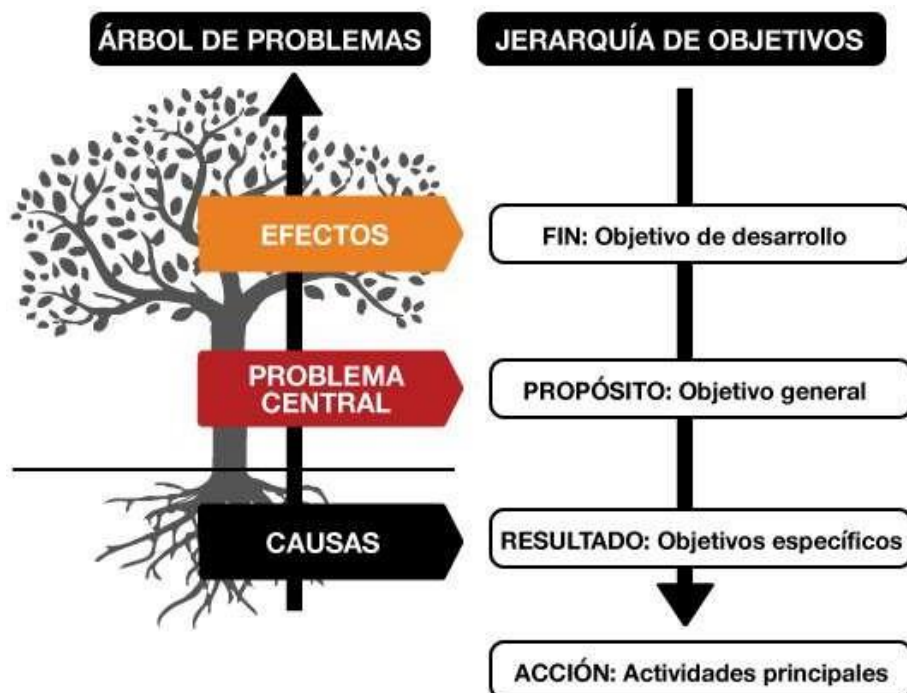 ÁRBOL DE PROBLEMAS
JERARQUÍA DE OBJETIVOS
EFECTOS
FIN: Objetivo de desarrollo
PROBLEMA
CENTRAL
PROPÓSITO: Objetivo general
CAUSAS
RESULTADO: Objetivos específicos
ACCIÓN: Actividades principales